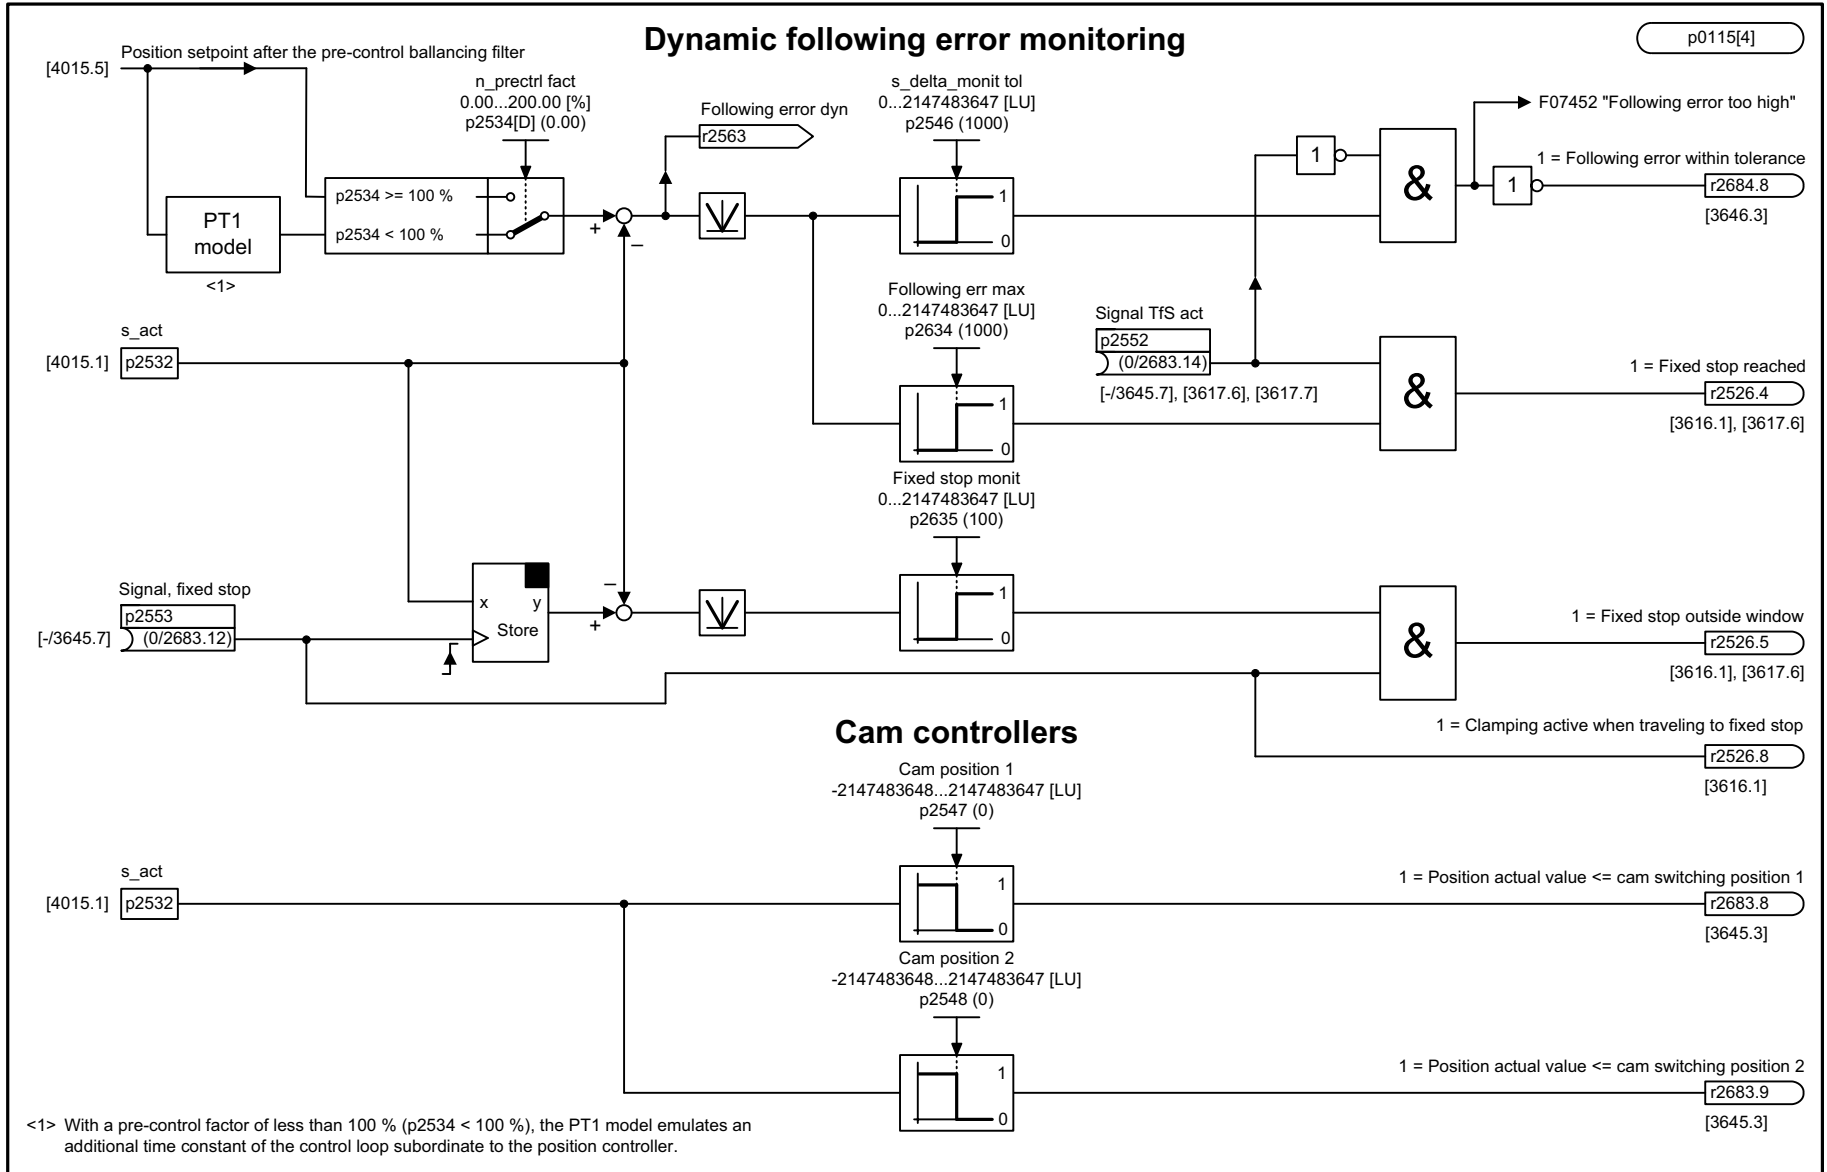 Dynamic following error monitoring
p0115[4]
Position setpoint after the pre-control ballancing filter
[4015.5]
n_prectrl fact
0.00...200.00 [%]
p2534[D] (0.00)
Following error dyn
r2563
s_delta_monit tol
0...2147483647 [LU]
p2546 (1000)
F07452 "Following error too high"
1
&
1 = Following error within tolerance
1
r2684.8
[3646.3]
p2534 >= 100 %
p2534 < 100 %
PT1
model
<1>
+
–
1
0
Following err max
0...2147483647 [LU]
p2634 (1000)
Signal TfS act
p2552
(0/2683.14)
[-/3645.7], [3617.6], [3617.7]
s_act
[4015.1]
p2532
1
0
&
1 = Fixed stop reached
r2526.4
[3616.1], [3617.6]
Fixed stop monit
0...2147483647 [LU]
p2635 (100)
Signal, fixed stop
p2553
[-/3645.7]
(0/2683.12)
x
y
Store
–
+
1
0
&
1 = Fixed stop outside window
r2526.5
[3616.1], [3617.6]
1 = Clamping active when traveling to fixed stop
r2526.8
[3616.1]
Cam controllers
Cam position 1
-2147483648...2147483647 [LU]
p2547 (0)
s_act
[4015.1]
p2532
1
0
1 = Position actual value <= cam switching position 1
r2683.8
[3645.3]
Cam position 2
-2147483648...2147483647 [LU]
p2548 (0)
1
0
1 = Position actual value <= cam switching position 2
r2683.9
[3645.3]
<1> With a pre-control factor of less than 100 % (p2534 < 100 %), the PT1 model emulates an
additional time constant of the control loop subordinate to the position controller.